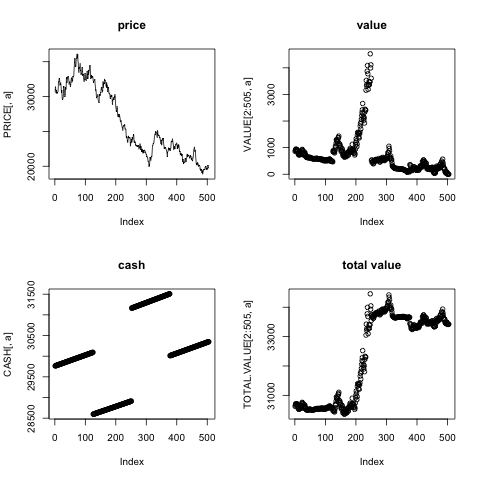 price
PRICE[, a]
20000 30000
0 100 200 300 400 500
Index
value
VALUE[2:505, a]
0 1000 3000
0 100 200 300 400 500
Index
cash
CASH[, a]
28500 29500 30500 31500
0 100 200 300 400 500
Index
total value
TOTAL.VALUE[2:505, a]
31000 33000
0 100 200 300 400 500
Index